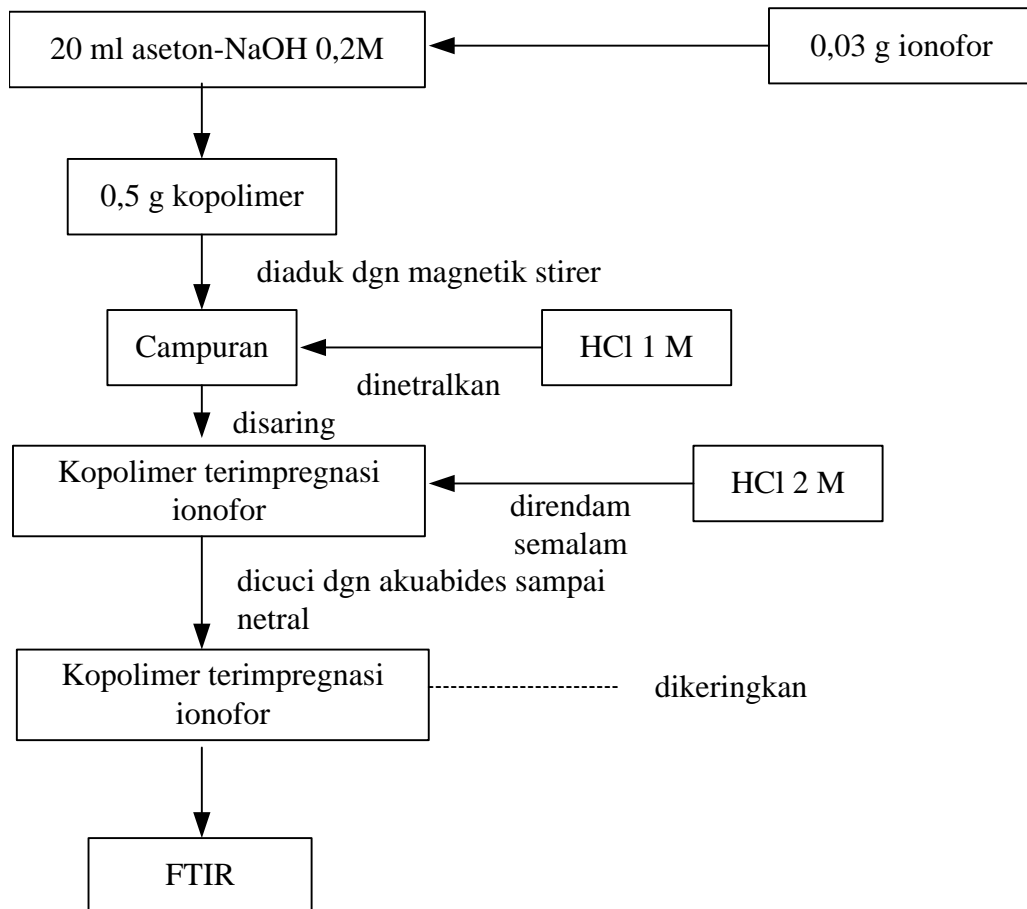 20 ml aseton-NaOH 0,2M
0,03 g ionofor
0,5 g kopolimer
diaduk dgn magnetik stirer
Campuran
HCl 1 M
dinetralkan
disaring
Kopolimer terimpregnasi
ionofor
HCl 2 M
direndam
semalam
dicuci dgn akuabides sampai
netral
Kopolimer terimpregnasi
ionofor
dikeringkan
FTIR